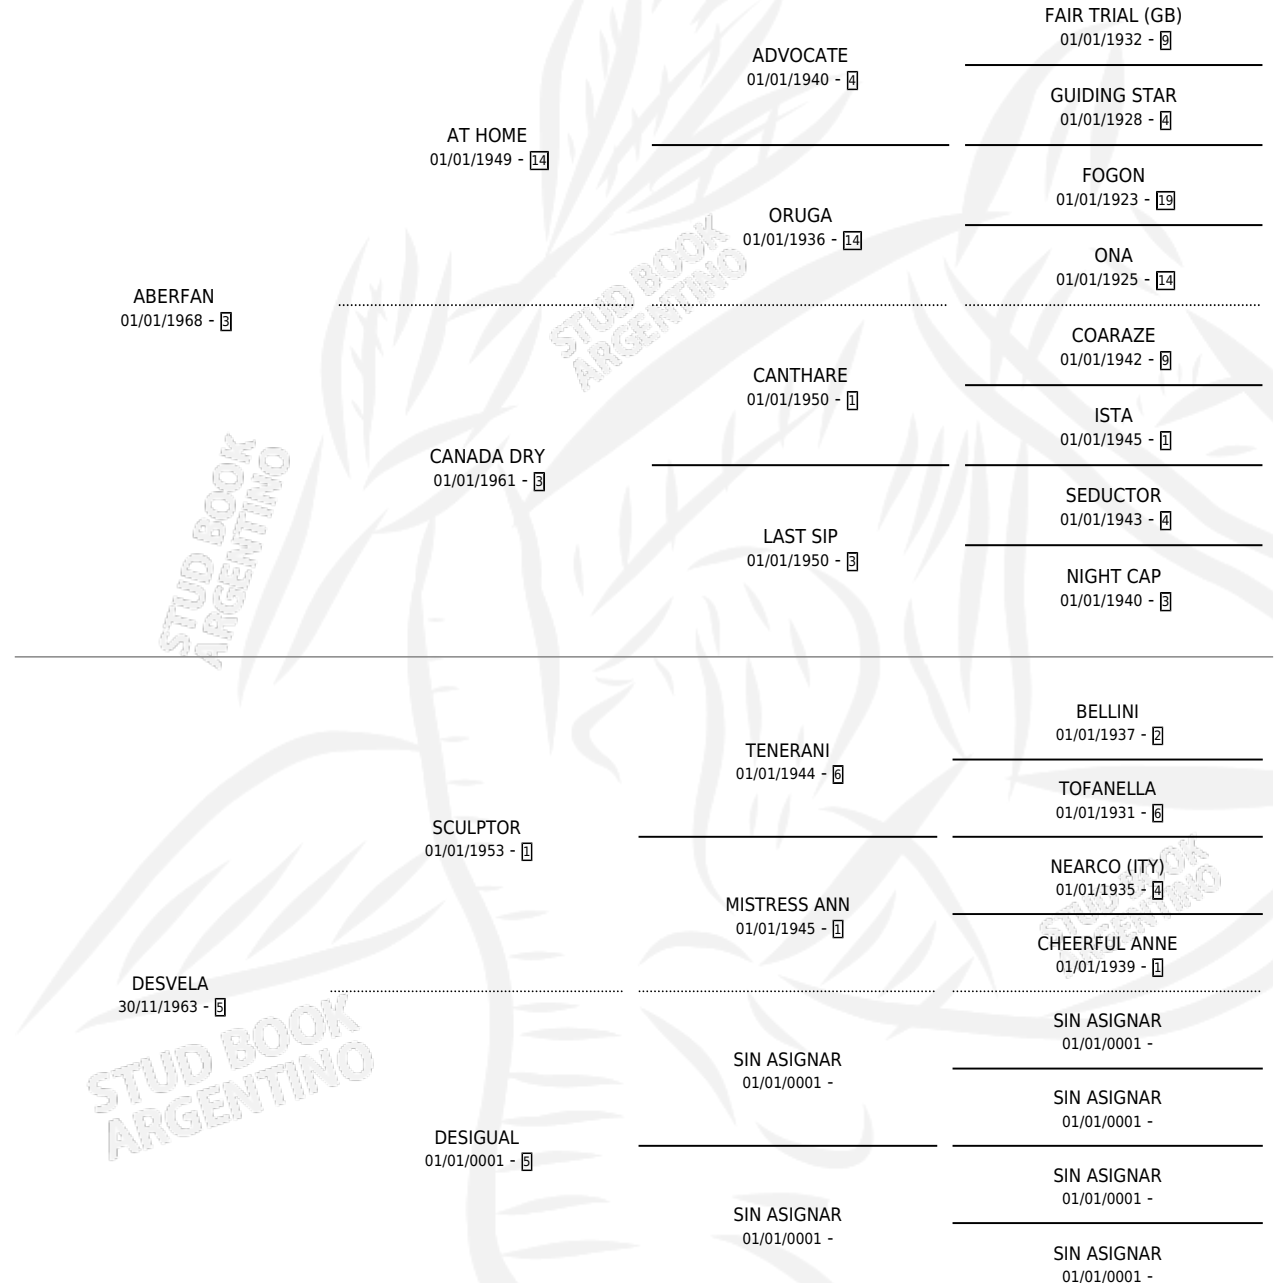 FAIR TRIAL (GB)
01/01/1932 - 9
ADVOCATE
01/01/1940 - 4
GUIDING STAR
01/01/1928 - 4
AT HOME
01/01/1949 - 14
FOGON
01/01/1923 - 19
ORUGA
01/01/1936 - 14
ONA
01/01/1925 - 14
ABERFAN
01/01/1968 - 3
COARAZE
01/01/1942 - 9
CANTHARE
01/01/1950 - 1
ISTA
01/01/1945 - 1
CANADA DRY
01/01/1961 - 3
SEDUCTOR
01/01/1943 - 4
LAST SIP
01/01/1950 - 3
NIGHT CAP
01/01/1940 - 3
STUD BOOK
ARGENTINO
STUD BOOK
ARGENTINO
BELLINI
01/01/1937 - 2
TENERANI
01/01/1944 - 6
TOFANELLA
01/01/1931 - 6
SCULPTOR
01/01/1953 - 1
NEARCO (ITY)
01/01/1935 - 4
MISTRESS ANN
01/01/1945 - 1
CHEERFUL ANNE
01/01/1939 - 1
DESVELA
30/11/1963 - 5
SIN ASIGNAR
01/01/0001 -
SIN ASIGNAR
01/01/0001 -
SIN ASIGNAR
01/01/0001 -
DESIGUAL
01/01/0001 - 5
SIN ASIGNAR
01/01/0001 -
SIN ASIGNAR
01/01/0001 -
SIN ASIGNAR
01/01/0001 -
STUD BOOK
ARGENTINO
STUD BOOK
ARGENTINO